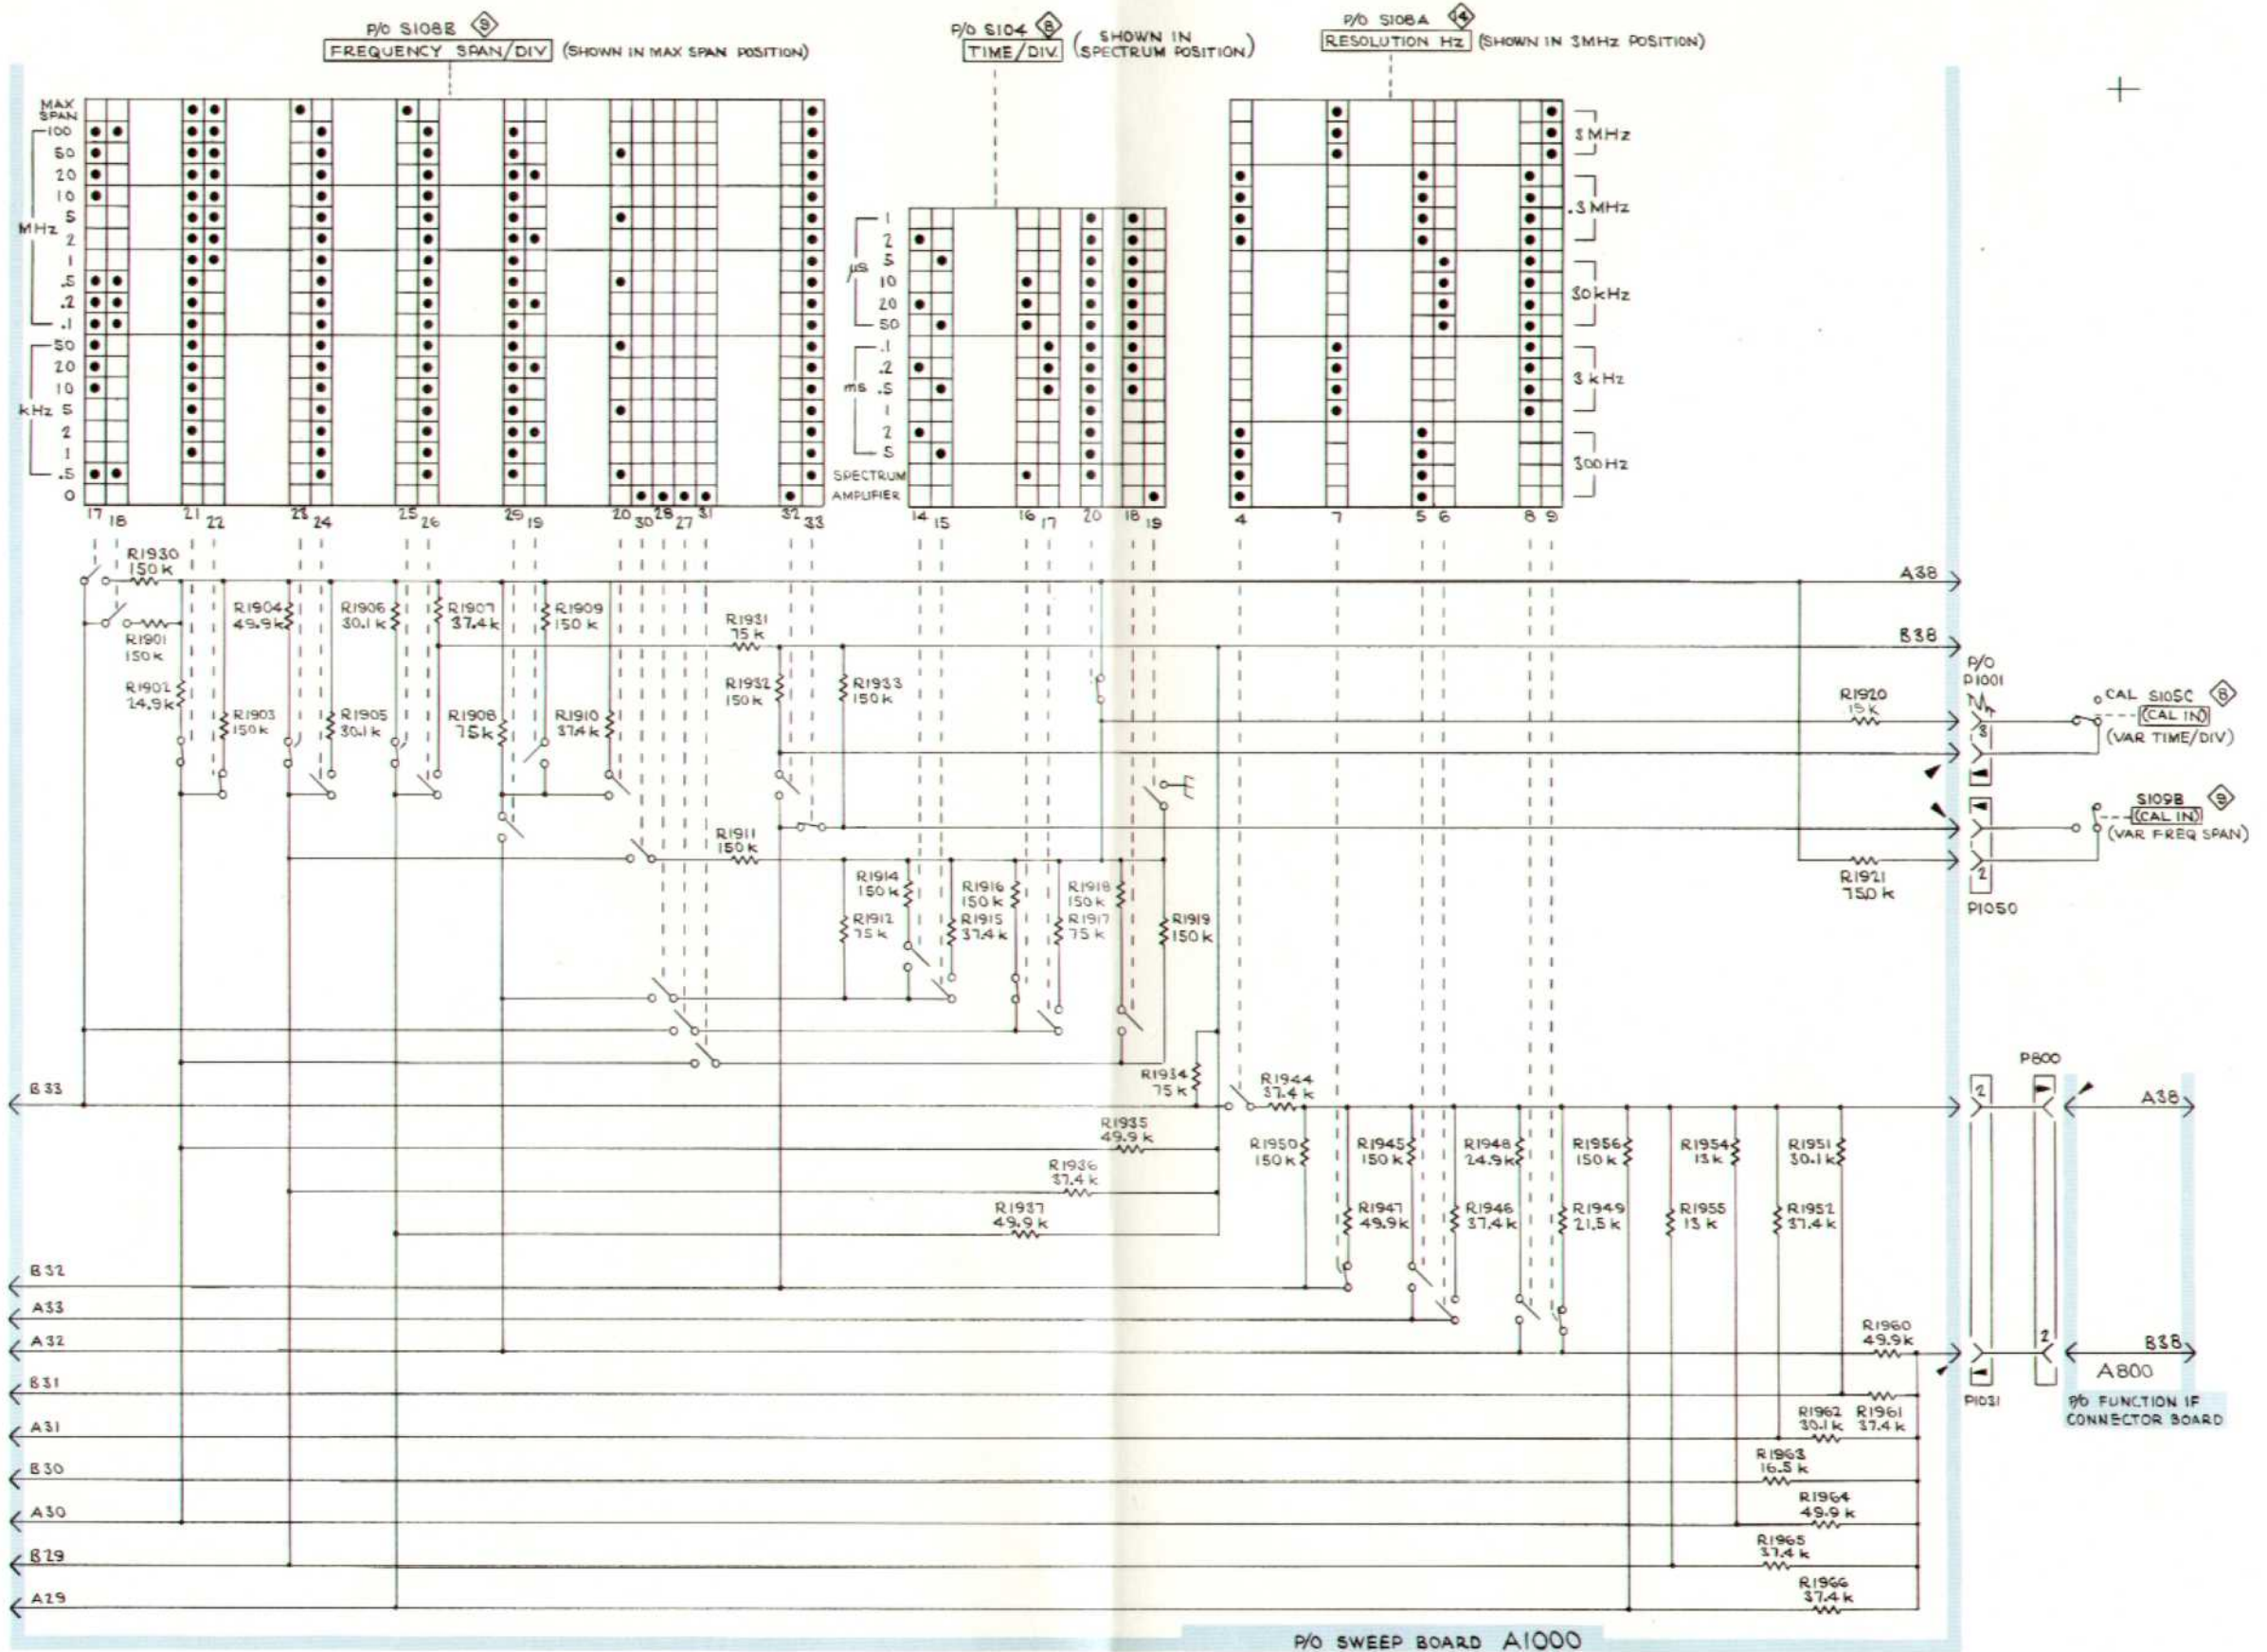 P/O S108B 9
FREQUENCY SPAN/DIV (SHOWN IN MAX SPAN POSITION)
P/O S104 8
TIME/DIV (SHOWN IN SPECTRUM POSITION)
P/O S108A 14
RESOLUTION HZ (SHOWN IN 3MHZ POSITION)
MAX SPAN
100
50
20
10
5
2
1
.5
.2
.1
MHZ
50
20
10
5
2
1
.5
0
kHz
17 18 21 22 23 24 25 26 29 19 20 30 28 27 31 32 33
1
2
5
10
20
50
μs
.1
.2
.5
1
2
5
ms
SPECTRUM
AMPLIFIER
14 15 16 17 20 18 19
3MHz
.3MHz
30kHz
3kHz
300Hz
4 7 5 6 8 9
R1930
150k
R1901
150k
R1902
24.9k
R1903
150k
R1904
49.9k
R1905
30.1k
R1906
30.1k
R1907
37.4k
R1908
75k
R1909
150k
R1910
37.4k
R1931
75k
R1932
150k
R1933
150k
R1911
150k
R1914
150k
R1912
75k
R1916
150k
R1915
37.4k
R1918
150k
R1917
75k
R1919
150k
A38
B38
P/O
P1001
R1920
15k
3
CAL S105C 8
(CAL IN)
(VAR TIME/DIV)
S109B 9
(CAL IN)
(VAR FREQ SPAN)
R1921
75.0k
2
P1050
B33
R1934
75k
R1944
37.4k
R1935
49.9k
R1936
37.4k
R1937
49.9k
R1950
150k
R1945
150k
R1948
24.9k
R1956
150k
R1954
13k
R1951
30.1k
R1947
49.9k
R1946
37.4k
R1949
21.5k
R1955
13k
R1952
37.4k
2
P800
A38
B32
A33
A32
R1960
49.9k
2
B38
A800
P1031
P/O FUNCTION IF
CONNECTOR BOARD
B31
R1962
30.1k
R1961
37.4k
A31
R1963
16.5k
B30
R1964
49.9k
A30
R1965
37.4k
B29
R1966
37.4k
A29
P/O SWEEP BOARD A1000